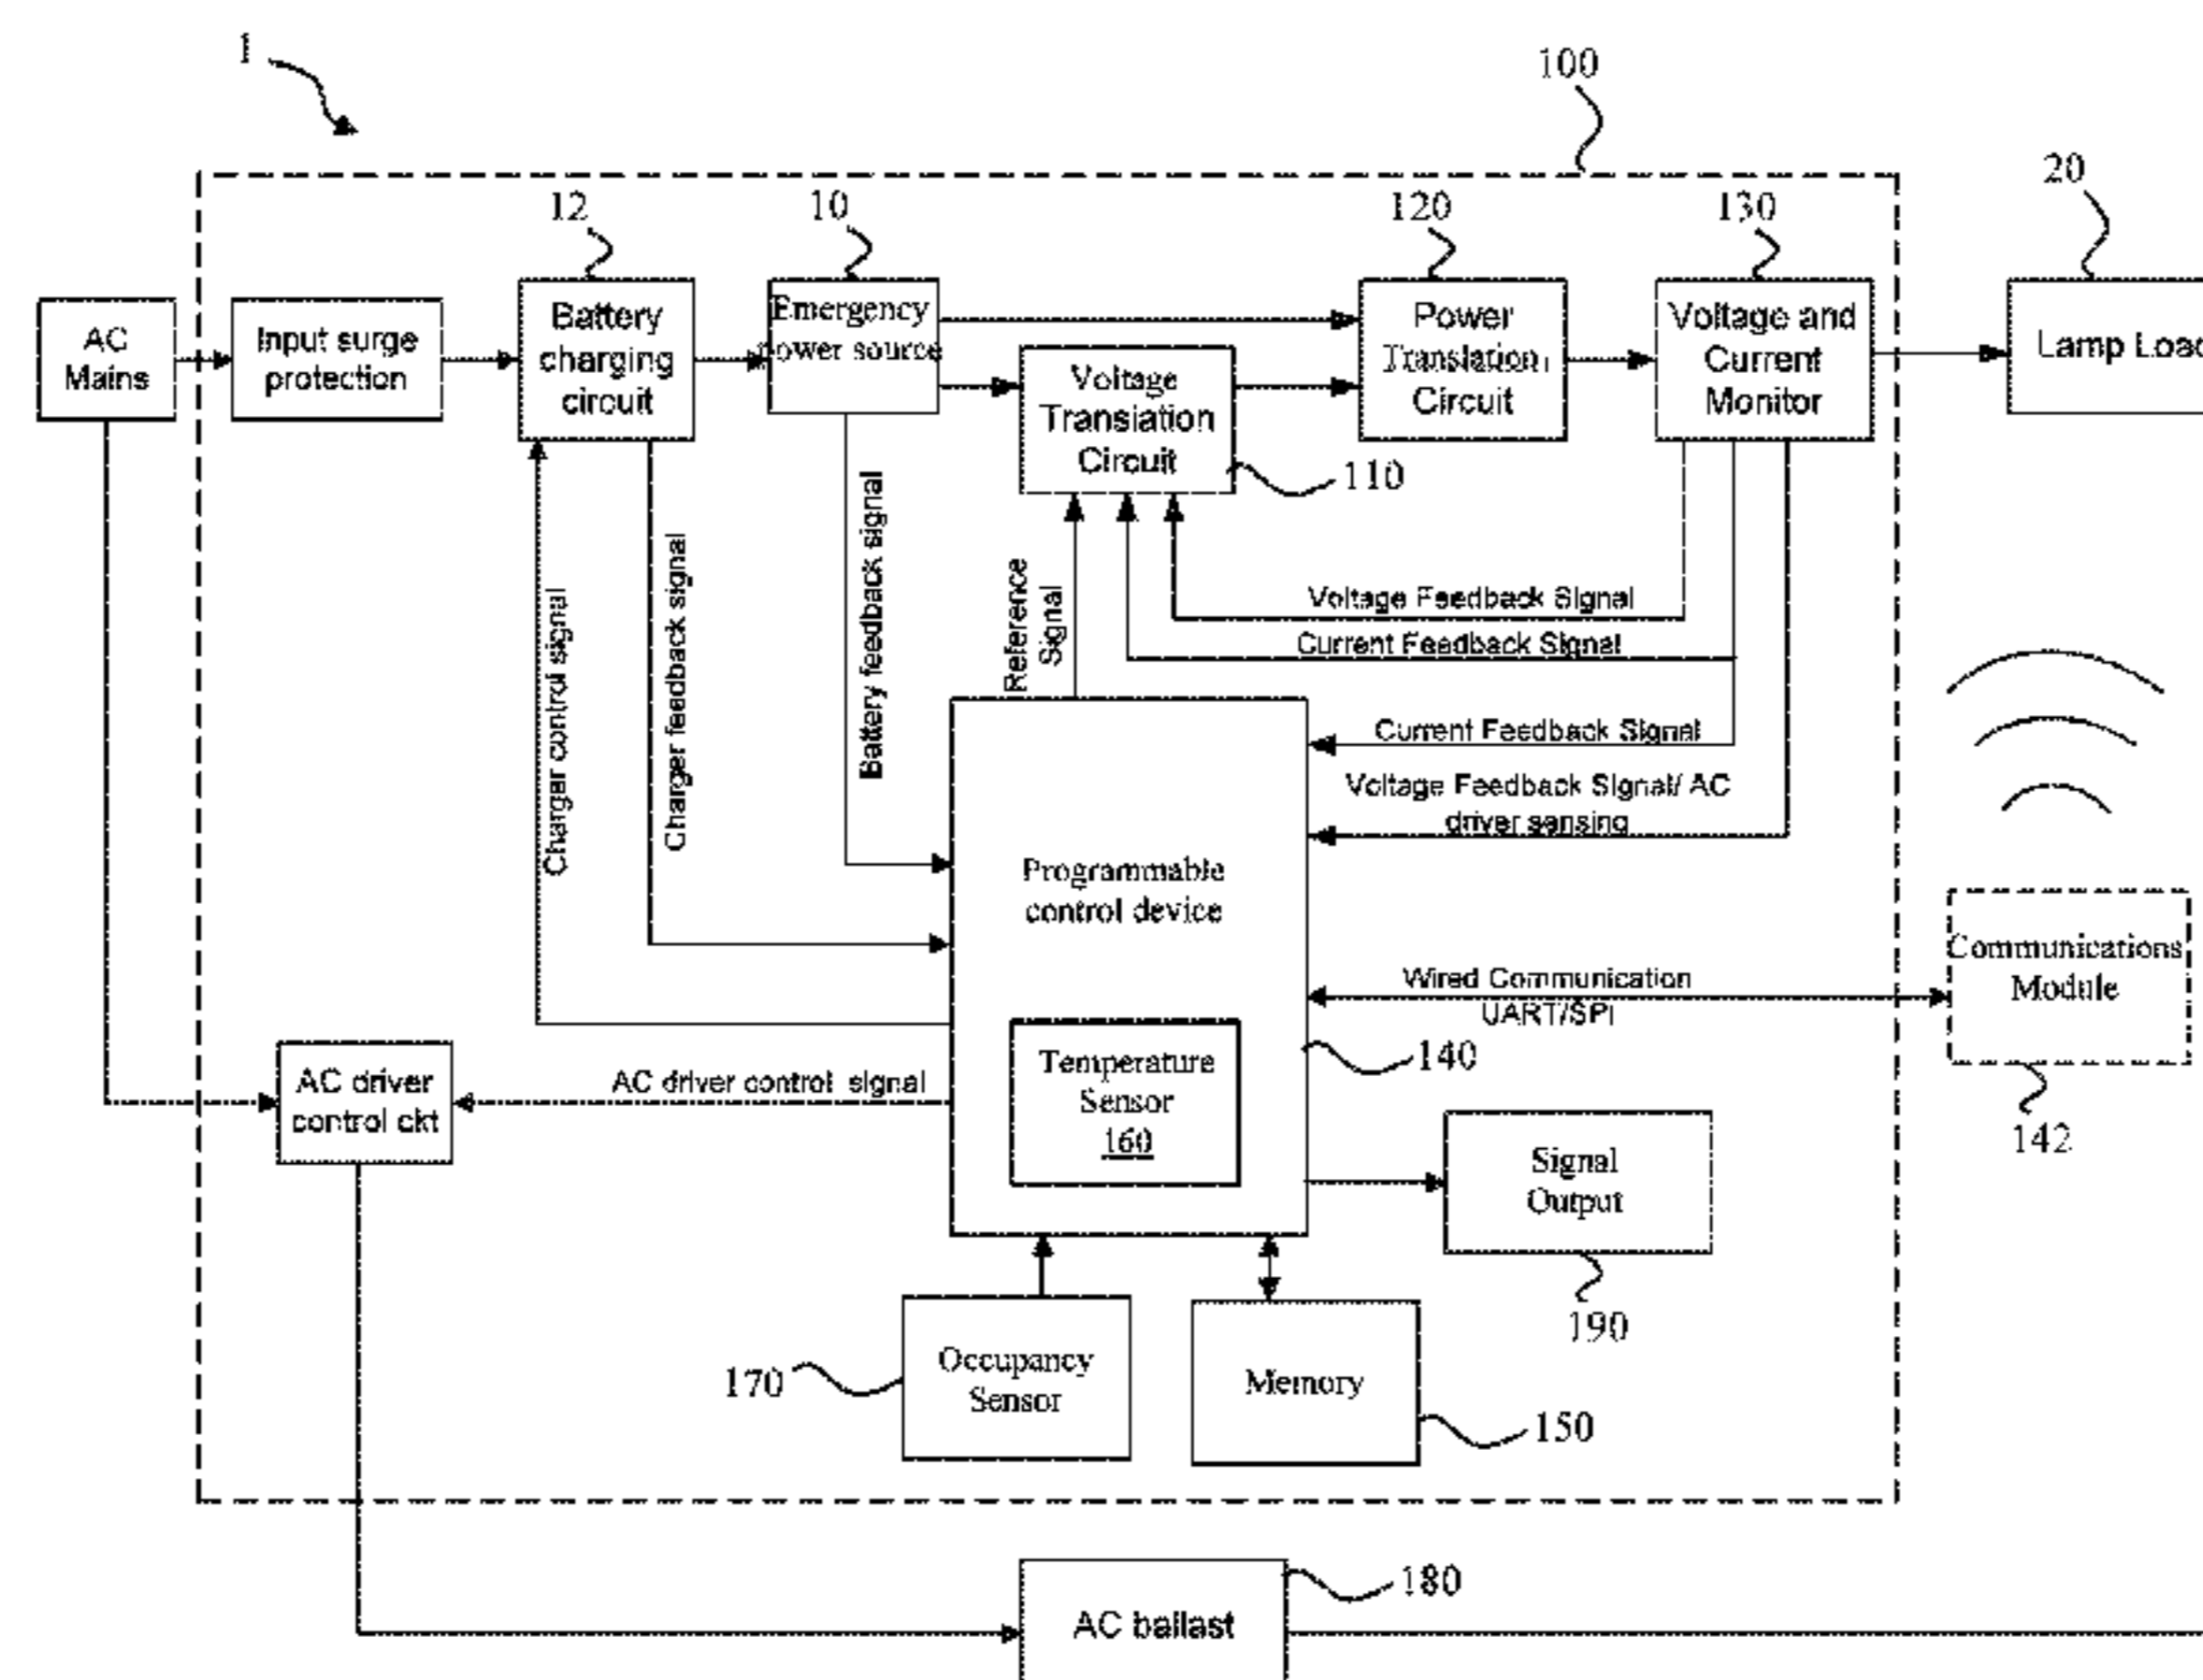 1
100
20
12
10
120
130
AC
Mains
Input surge
protection
Battery
charging
circuit
Emergency
power source
Voltage
Translation
Circuit
110
Power
Translation
Circuit
Voltage and
Current
Monitor
Lamp Load
Charger control signal
Charger feedback signal
Battery feedback signal
Reference
Signal
Voltage Feedback Signal
Current Feedback Signal
Current Feedback Signal
Voltage Feedback Signal/ AC
driver sensing
Programmable
control device
Wired Communication
UART/SPI
Communications
Module
142
140
Temperature
Sensor
160
AC driver
control ckt
AC driver control signal
Signal
Output
190
170
Occupancy
Sensor
Memory
150
180
AC ballast